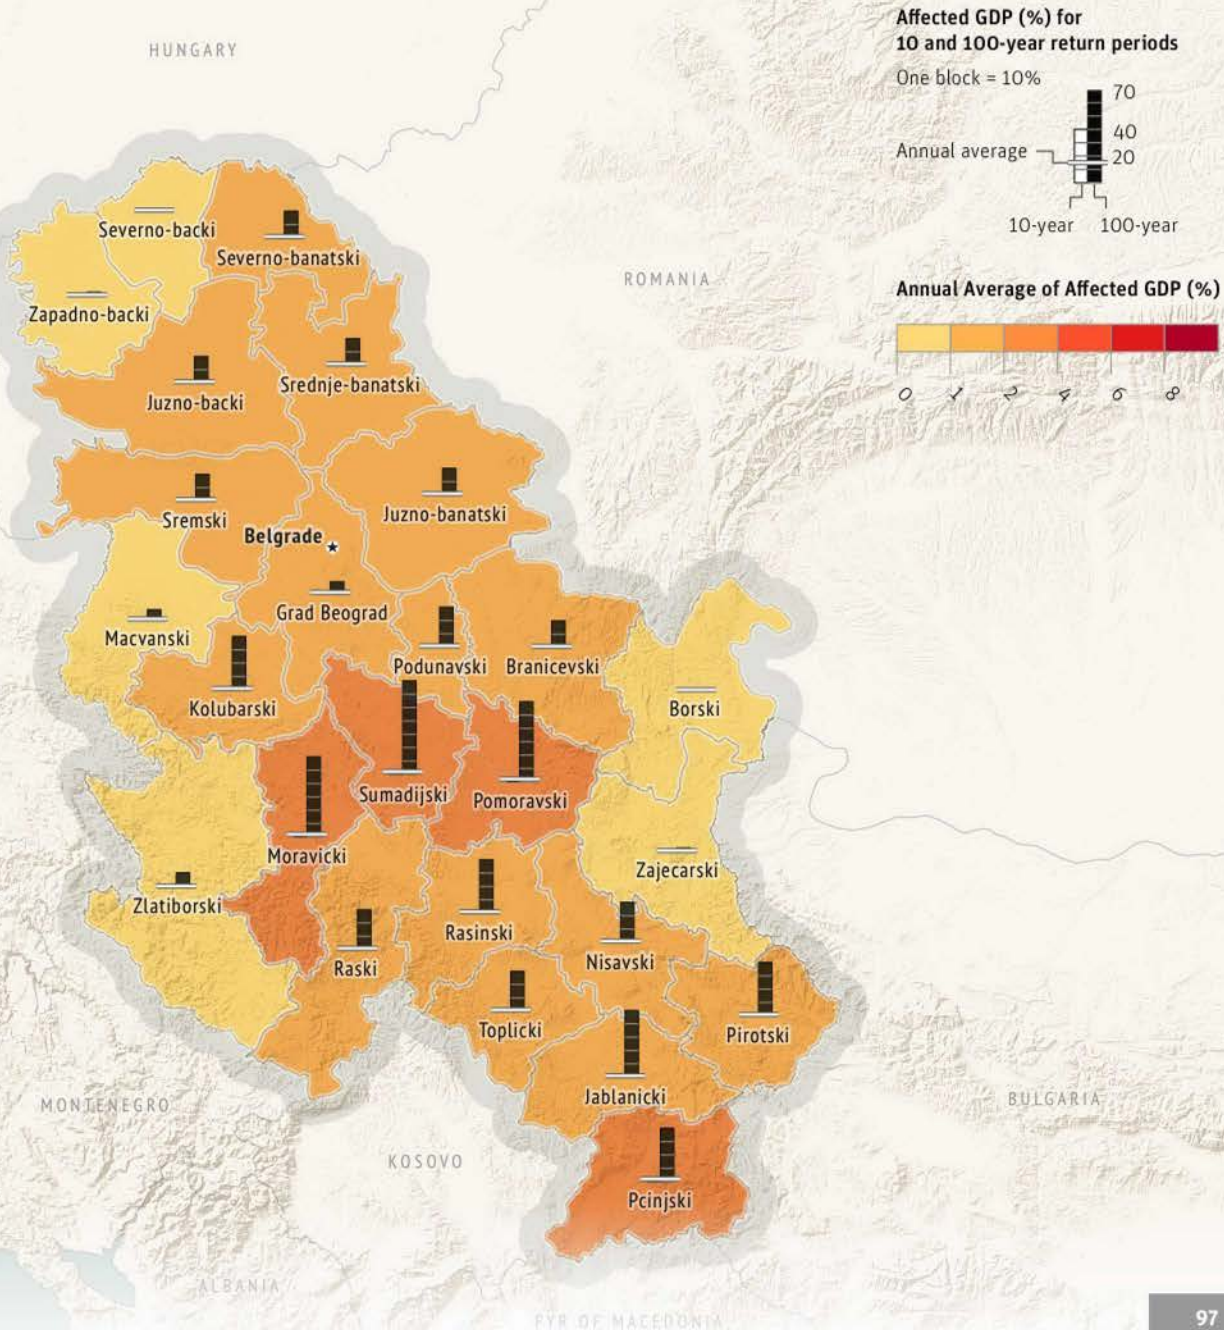 Affected GDP (%) for
10 and 100-year return periods
One block = 10%
70
40
20
Annual average
10-year 100-year
Annual Average of Affected GDP (%)
0 1 2 4 6 8
HUNGARY
ROMANIA
Severno-backi
Severno-banatski
Zapadno-backi
Juzno-backi
Srednje-banatski
Sremski
Juzno-banatski
Belgrade
Grad Beograd
Macvanski
Podunavski
Branicevski
Kolubarski
Borski
Sumadijski
Pomoravski
Moravicki
Zajecarski
Zlatiborski
Rasinski
Raski
Nisavski
Toplicki
Pirotski
Jablanicki
MONTENEGRO
BULGARIA
KOSOVO
Pcinjski
ALBANIA
FYR OF MACEDONIA
97